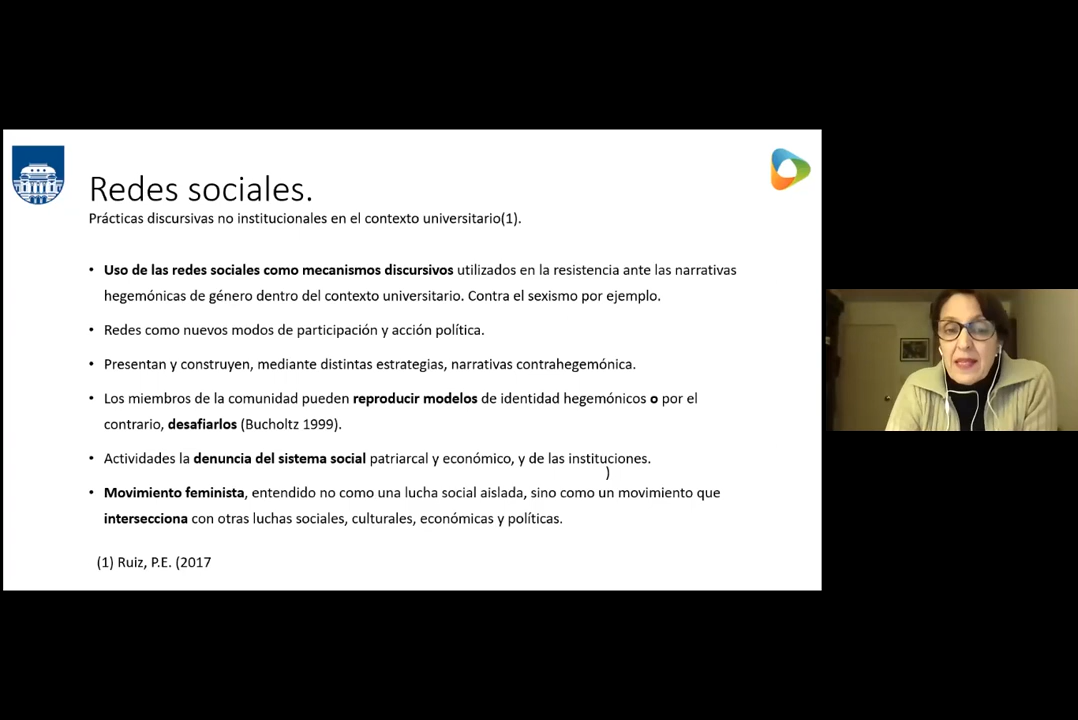 Redes sociales.
Prácticas discursivas no institucionales en el contexto universitario(1).
• Uso de las redes sociales como mecanismos discursivos utilizados en la resistencia ante las narrativas
hegemónicas de género dentro del contexto universitario. Contra el sexismo por ejemplo.
• Redes como nuevos modos de participación y acción política.
• Presentan y construyen, mediante distintas estrategias, narrativas contrahegemónica.
• Los miembros de la comunidad pueden reproducir modelos de identidad hegemónicos o por el
contrario, desafiarlos (Bucholtz 1999).
• Actividades la denuncia del sistema social patriarcal y económico, y de las instituciones.
)
• Movimiento feminista, entendido no como una lucha social aislada, sino como un movimiento que
intersecciona con otras luchas sociales, culturales, económicas y políticas.
(1) Ruiz, P.E. (2017